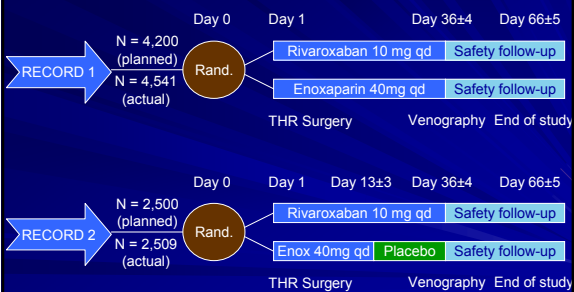 Day 0 Day 1 Day 36±4 Day 66±5
RECORD 1
N = 4,200
(planned)
N = 4,541
(actual)
Rand.
Rivaroxaban 10 mg qd Safety follow-up
Enoxaparin 40mg qd Safety follow-up
THR Surgery Venography End of study
Day 0 Day 1 Day 13±3 Day 36±4 Day 66±5
RECORD 2
N = 2,500
(planned)
N = 2,509
(actual)
Rand.
Rivaroxaban 10 mg qd Safety follow-up
Enox 40mg qd Placebo Safety follow-up
THR Surgery Venography End of study